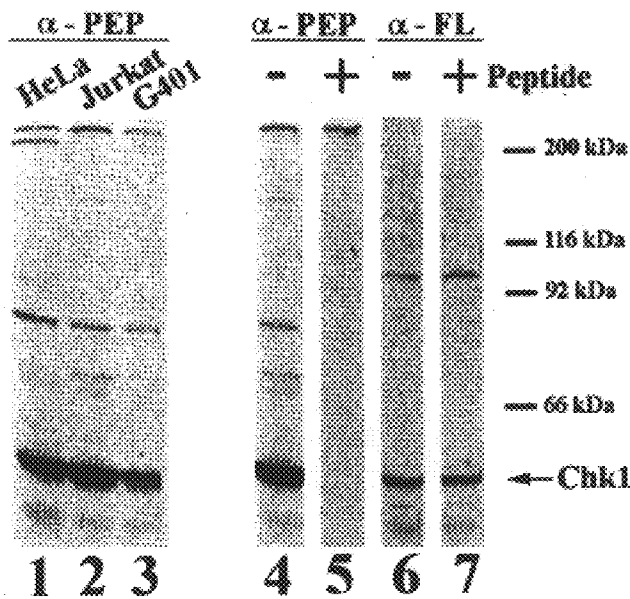 α - PEP α - PEP α - FL
HeLa Jurkat G401 - + - + Peptide
200 kDa
116 kDa
92 kDa
66 kDa
Chk1
1 2 3 4 5 6 7